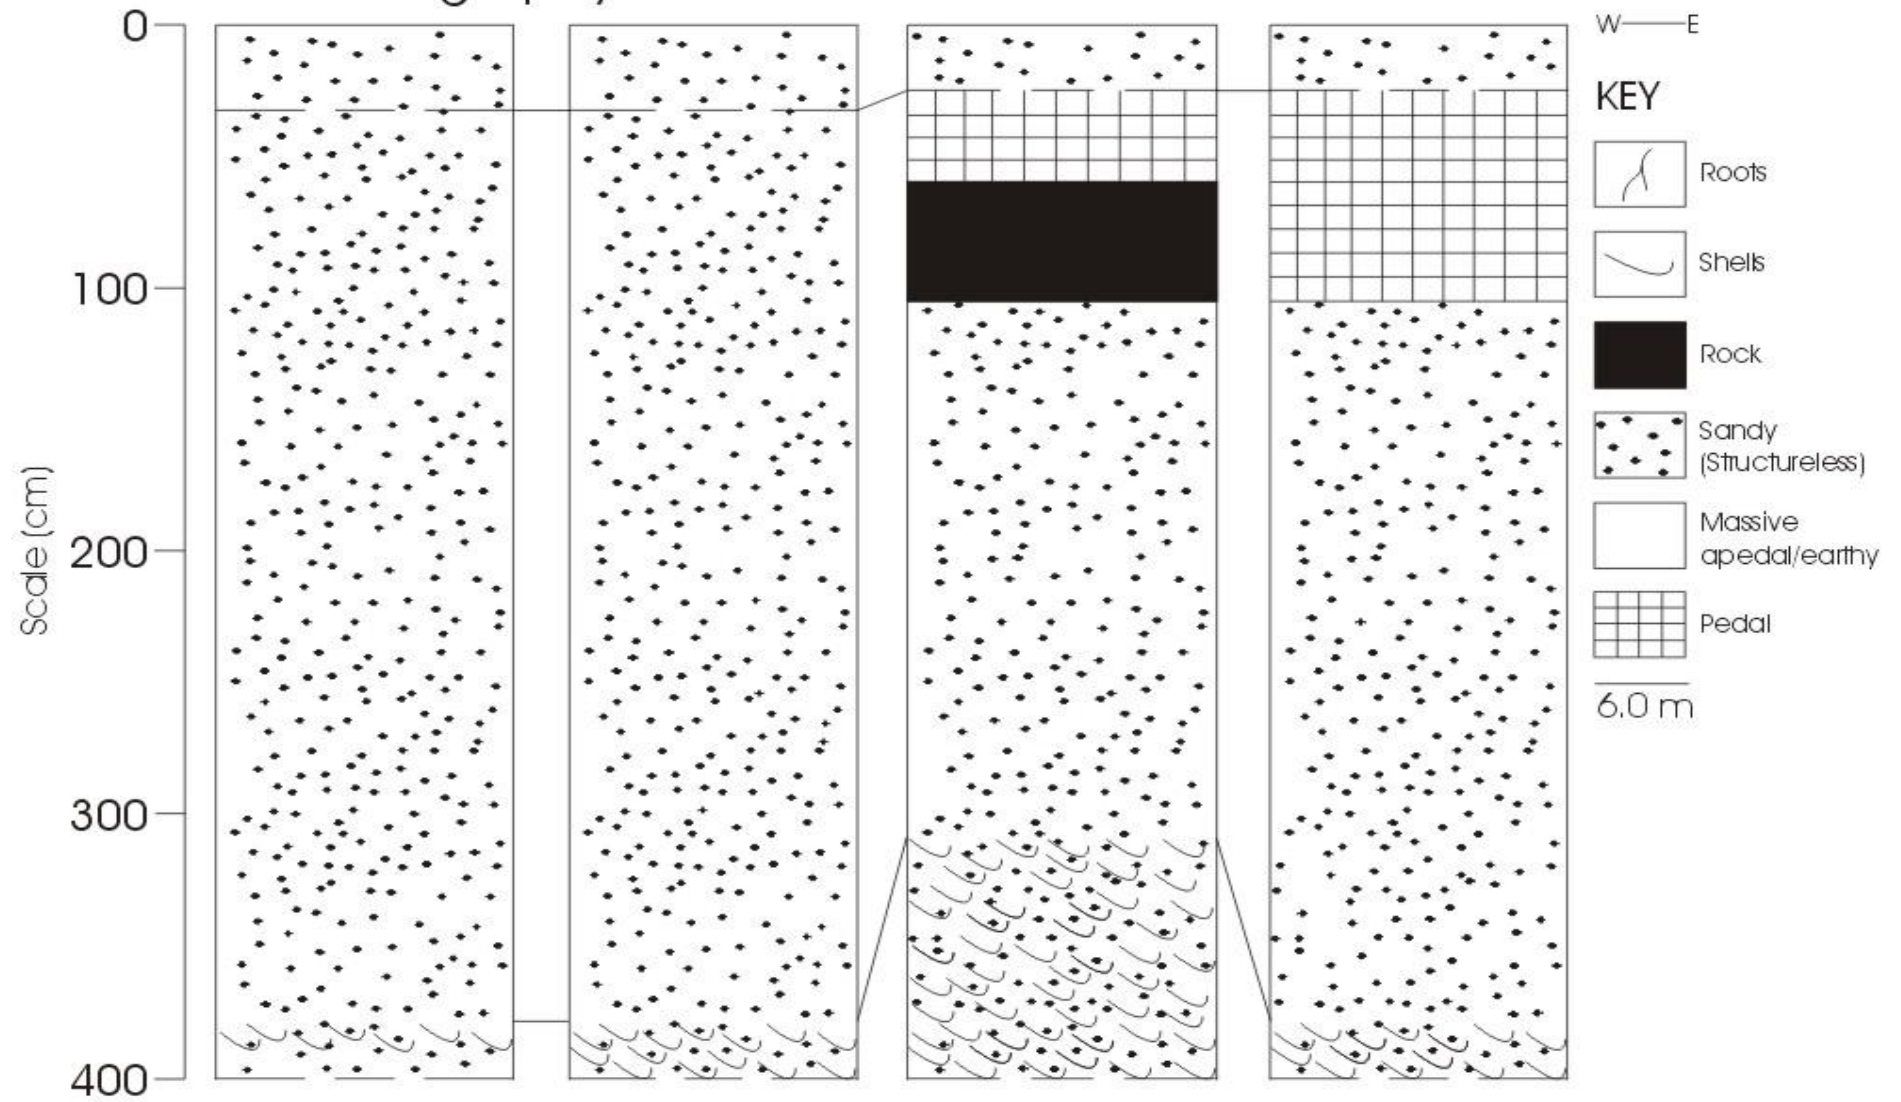 0
100
200
300
400
Scale (cm)
W E
KEY
Roots
Shells
Rock
Sandy
(Structureless)
Massive
apedal/earthy
Pedal
6.0 m